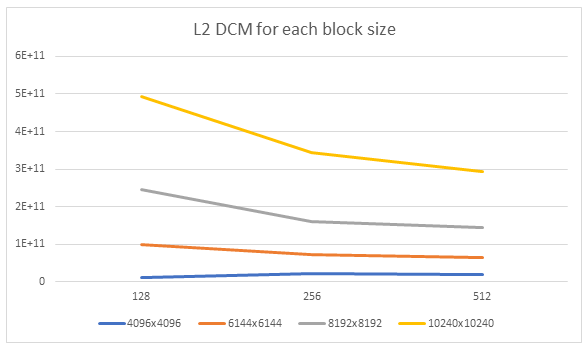 L2 DCM for each block size
6E+11
5E+11
4E+11
3E+11
2E+11
1E+11
0
128 256 512
4096x4096 6144x6144 8192x8192 10240x10240